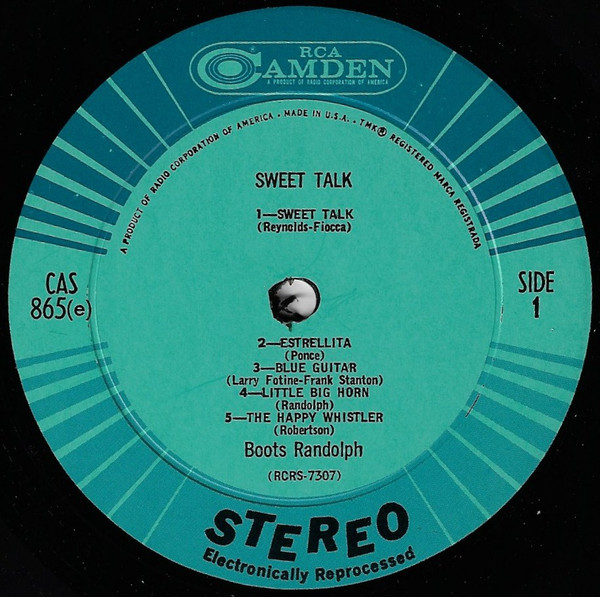 RCA
CAMDEN
A PRODUCT OF RADIO CORPORATION OF AMERICA
A PRODUCT OF RADIO CORPORATION OF AMERICA • MADE IN U.S.A. • TMK® REGISTERED MARCA REGISTRADA
SWEET TALK
1—SWEET TALK
(Reynolds-Fiocca)
CAS
865(e)
SIDE
1
2—ESTRELLITA
(Ponce)
3—BLUE GUITAR
(Larry Fotine-Frank Stanton)
4—LITTLE BIG HORN
(Randolph)
5—THE HAPPY WHISTLER
(Robertson)
Boots Randolph
(RCRS-7307)
STEREO
Electronically Reprocessed